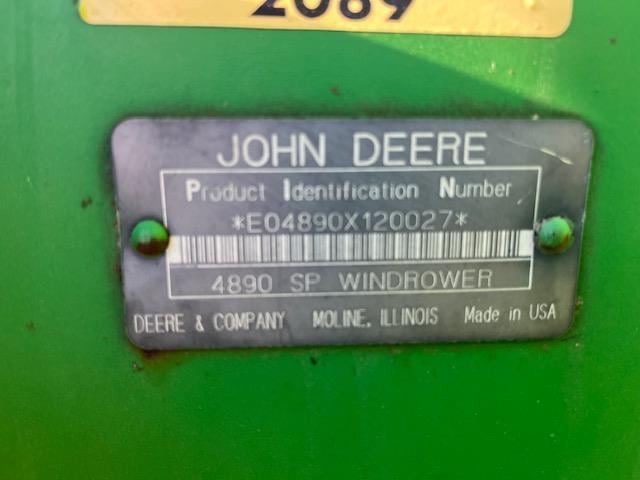 2089
JOHN DEERE
Product Identification Number
*E04890X120027*
4890 SP WINDROWER
DEERE & COMPANY MOLINE, ILLINOIS Made in USA